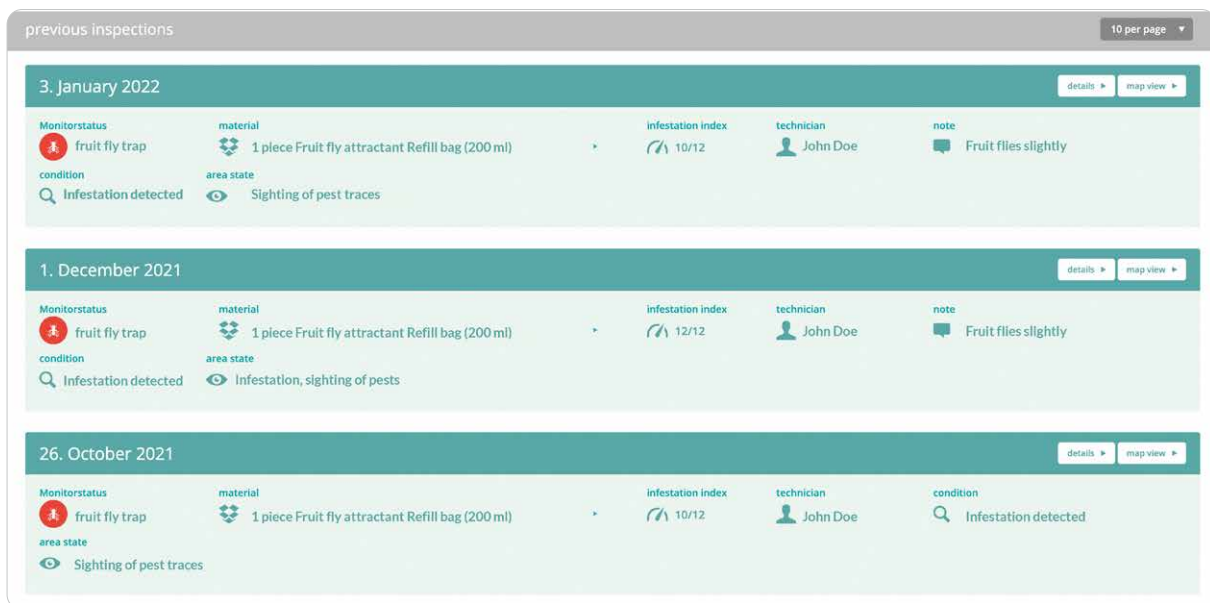 previous inspections
10 per page
3. January 2022
details
map view
Monitorstatus
material
infestation index
technician
note
fruit fly trap
1 piece Fruit fly attractant Refill bag (200 ml)
10/12
John Doe
Fruit flies slightly
condition
area state
Infestation detected
Sighting of pest traces
1. December 2021
details
map view
Monitorstatus
material
infestation index
technician
note
fruit fly trap
1 piece Fruit fly attractant Refill bag (200 ml)
12/12
John Doe
Fruit flies slightly
condition
area state
Infestation detected
Infestation, sighting of pests
26. October 2021
details
map view
Monitorstatus
material
infestation index
technician
condition
fruit fly trap
1 piece Fruit fly attractant Refill bag (200 ml)
10/12
John Doe
Infestation detected
area state
Sighting of pest traces